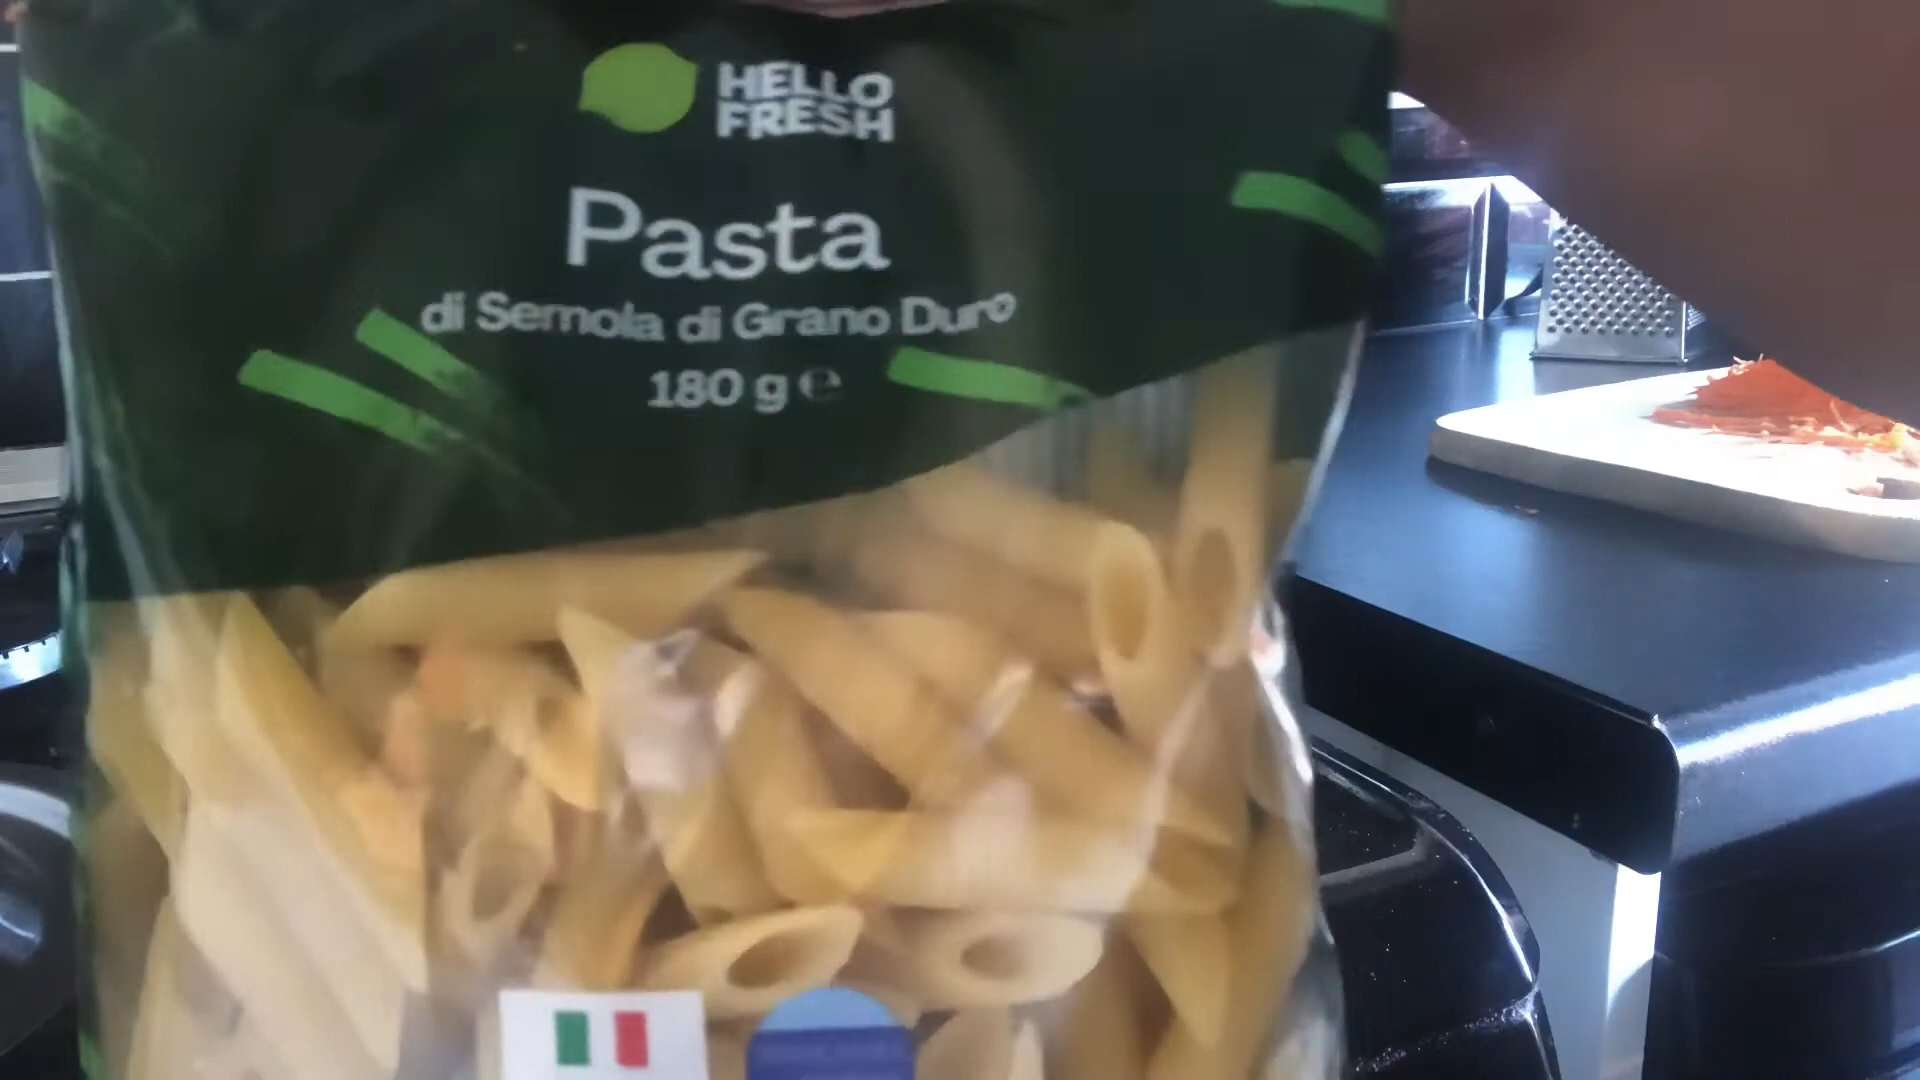 HELLO
FRESH
Pasta
di Semola di Grano Duro
180 g ℮